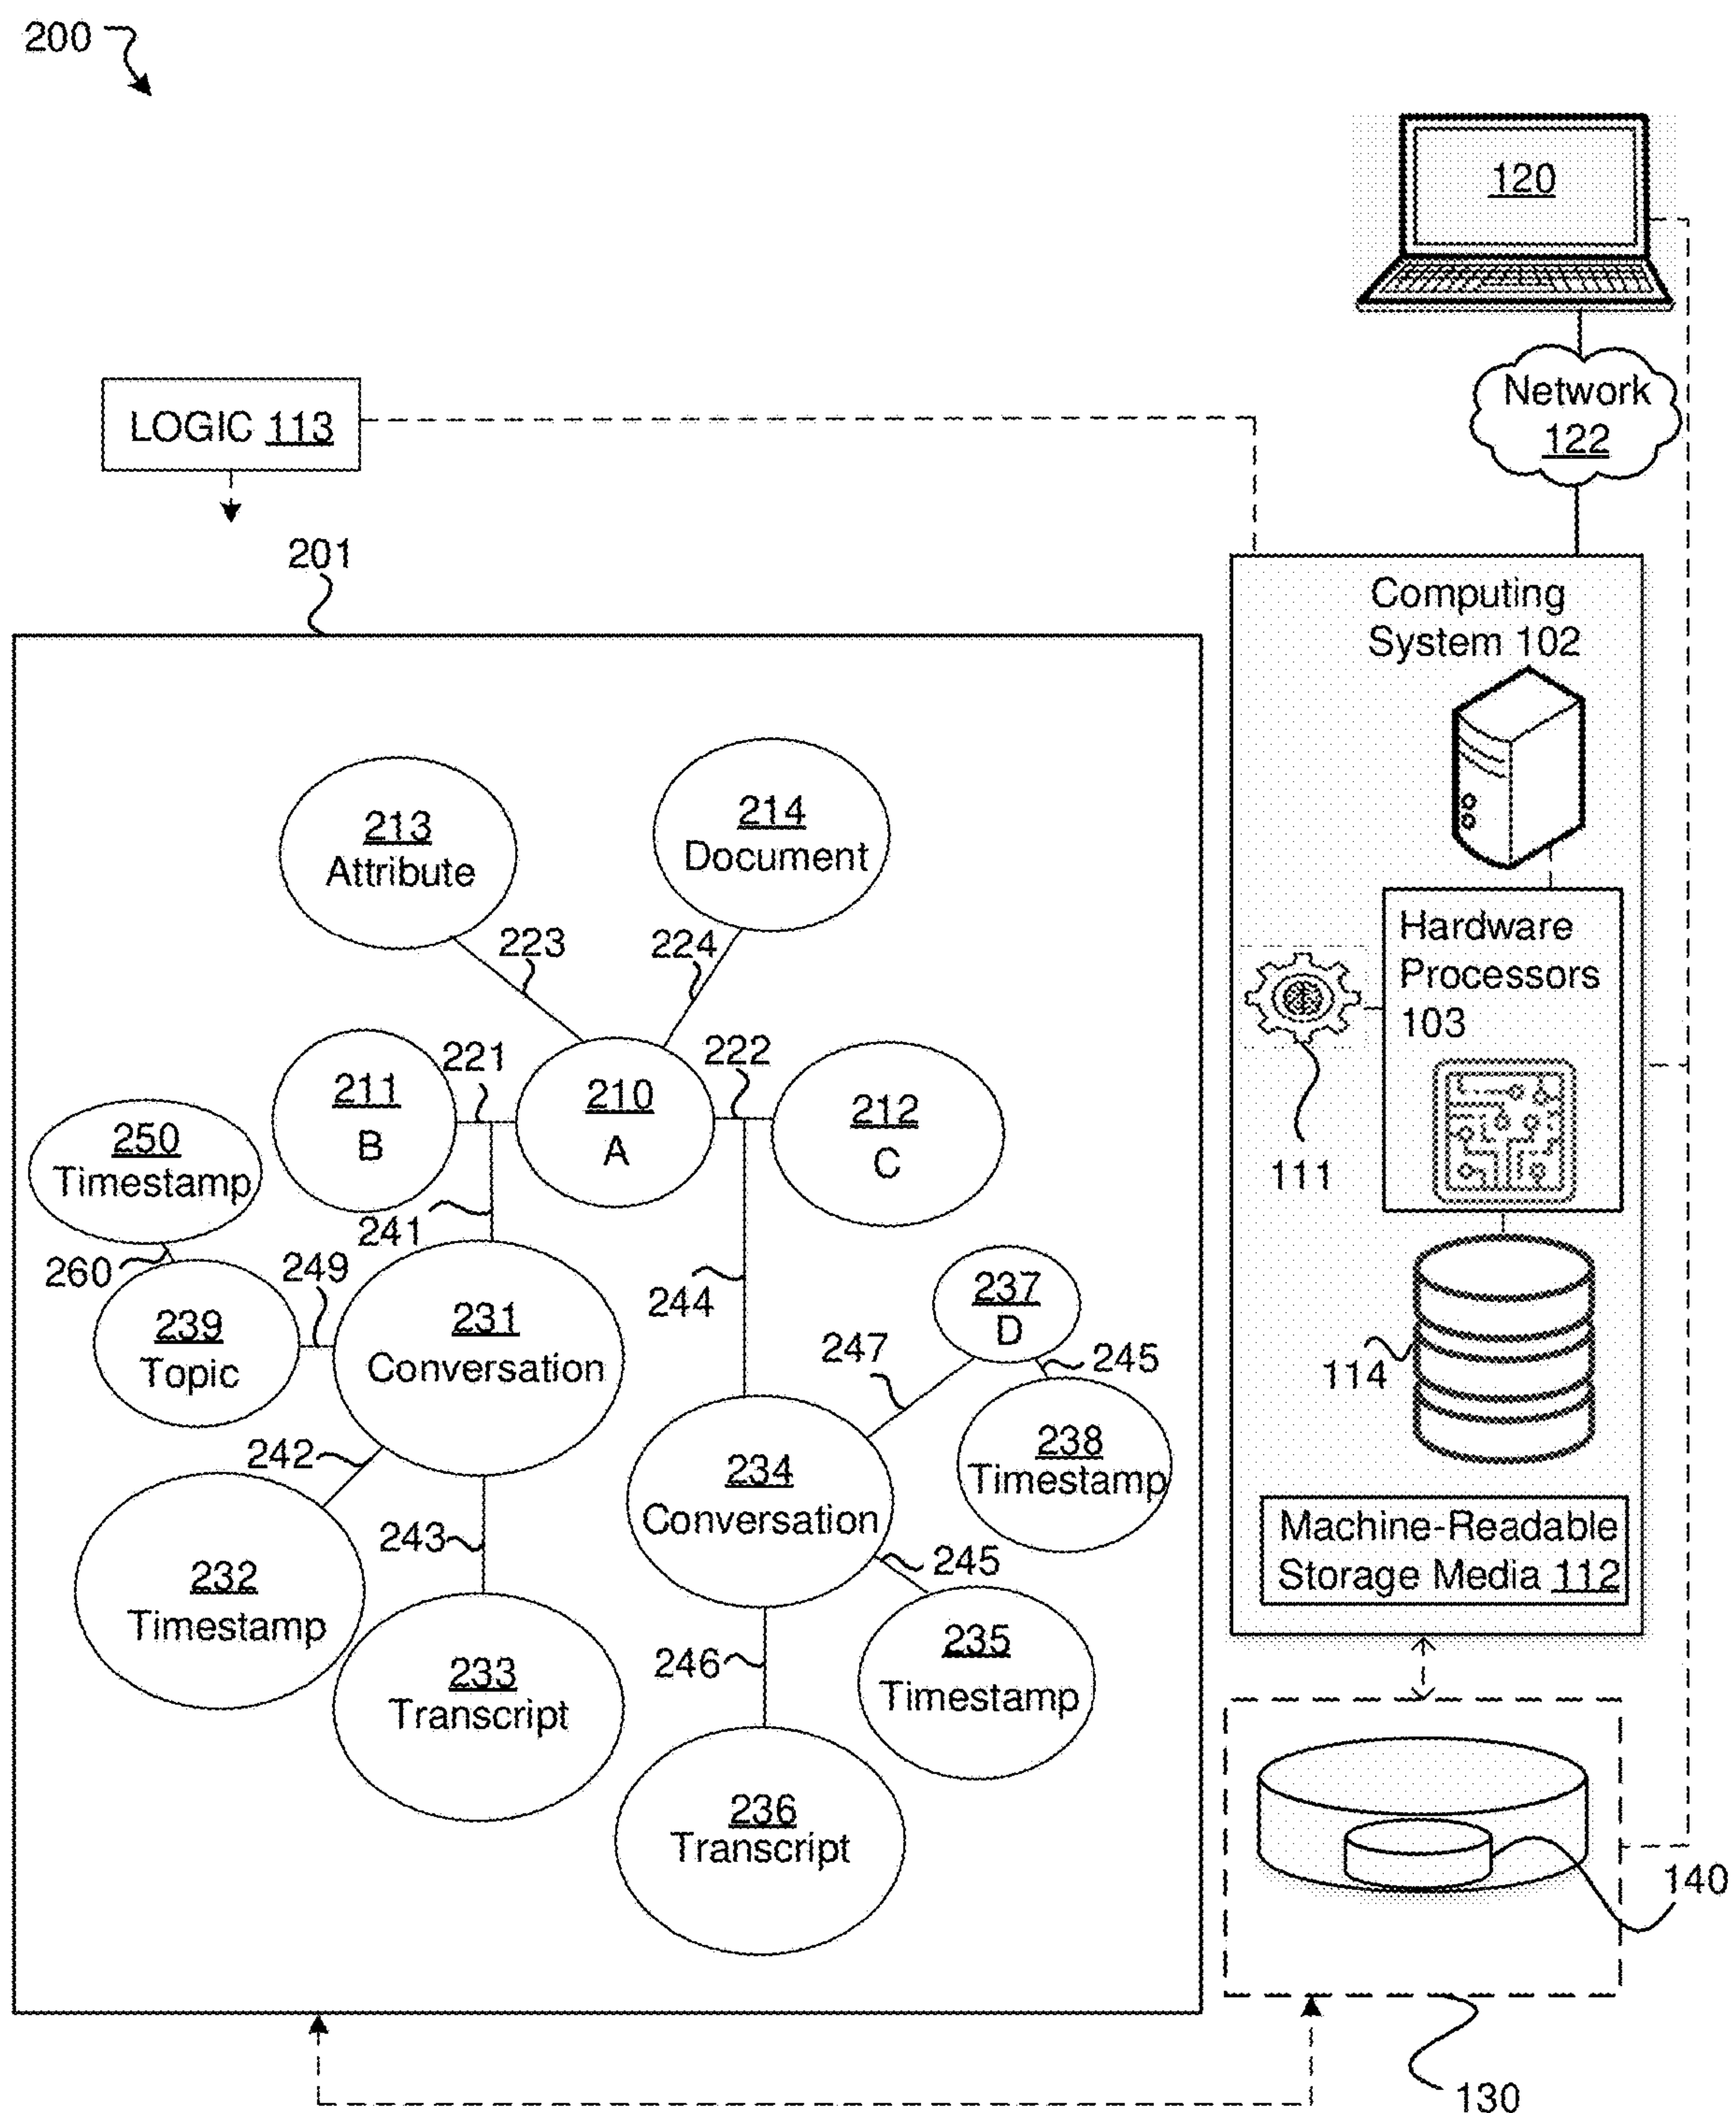 200
120
Network
122
LOGIC 113
201
Computing
System 102
213
Attribute
214
Document
223
224
Hardware
Processors
103
111
221
222
211
B
210
A
212
C
250
Timestamp
241
260
249
244
239
Topic
231
Conversation
237
D
247
245
114
242
234
Conversation
238
Timestamp
243
245
232
Timestamp
246
235
Timestamp
233
Transcript
236
Transcript
Machine-Readable
Storage Media 112
140
130